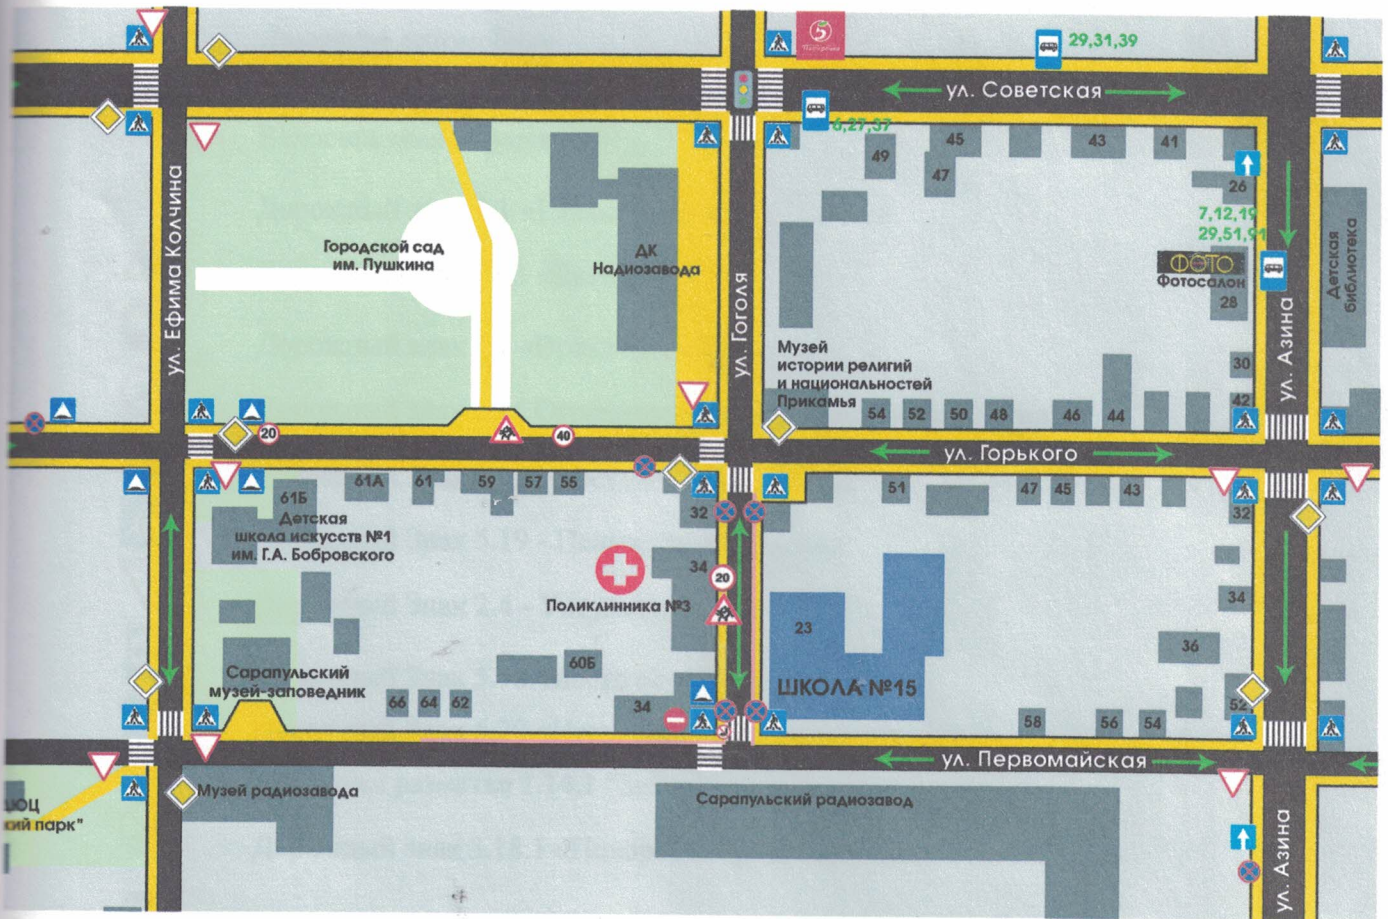 5
Пятёрочка
29,31,39
ул. Советская
6,27,37
45
43
41
49
47
26
7,12,19
29,51,91
ул. Ефима Колчина
Городской сад
им. Пушкина
ДК
Надиозавода
ул. Гоголя
ФОТО
Фотосалон
28
Детская
библиотека
ул. Азина
Музей
истории религий
и национальностей
Прикамья
30
42
54
52
50
48
46
44
20
40
ул. Горького
61Б
61А
61
59
57
55
32
51
47
45
43
32
Детская
школа искусств №1
им. Г.А. Бобровского
34
20
Поликлинника №3
23
34
36
ШКОЛА №15
60Б
Сарапульский
музей-заповедник
66
64
62
34
58
56
54
52
ул. Первомайская
Музей радиозавода
Сарапульский радиозавод
ский парк"
ул. Азина